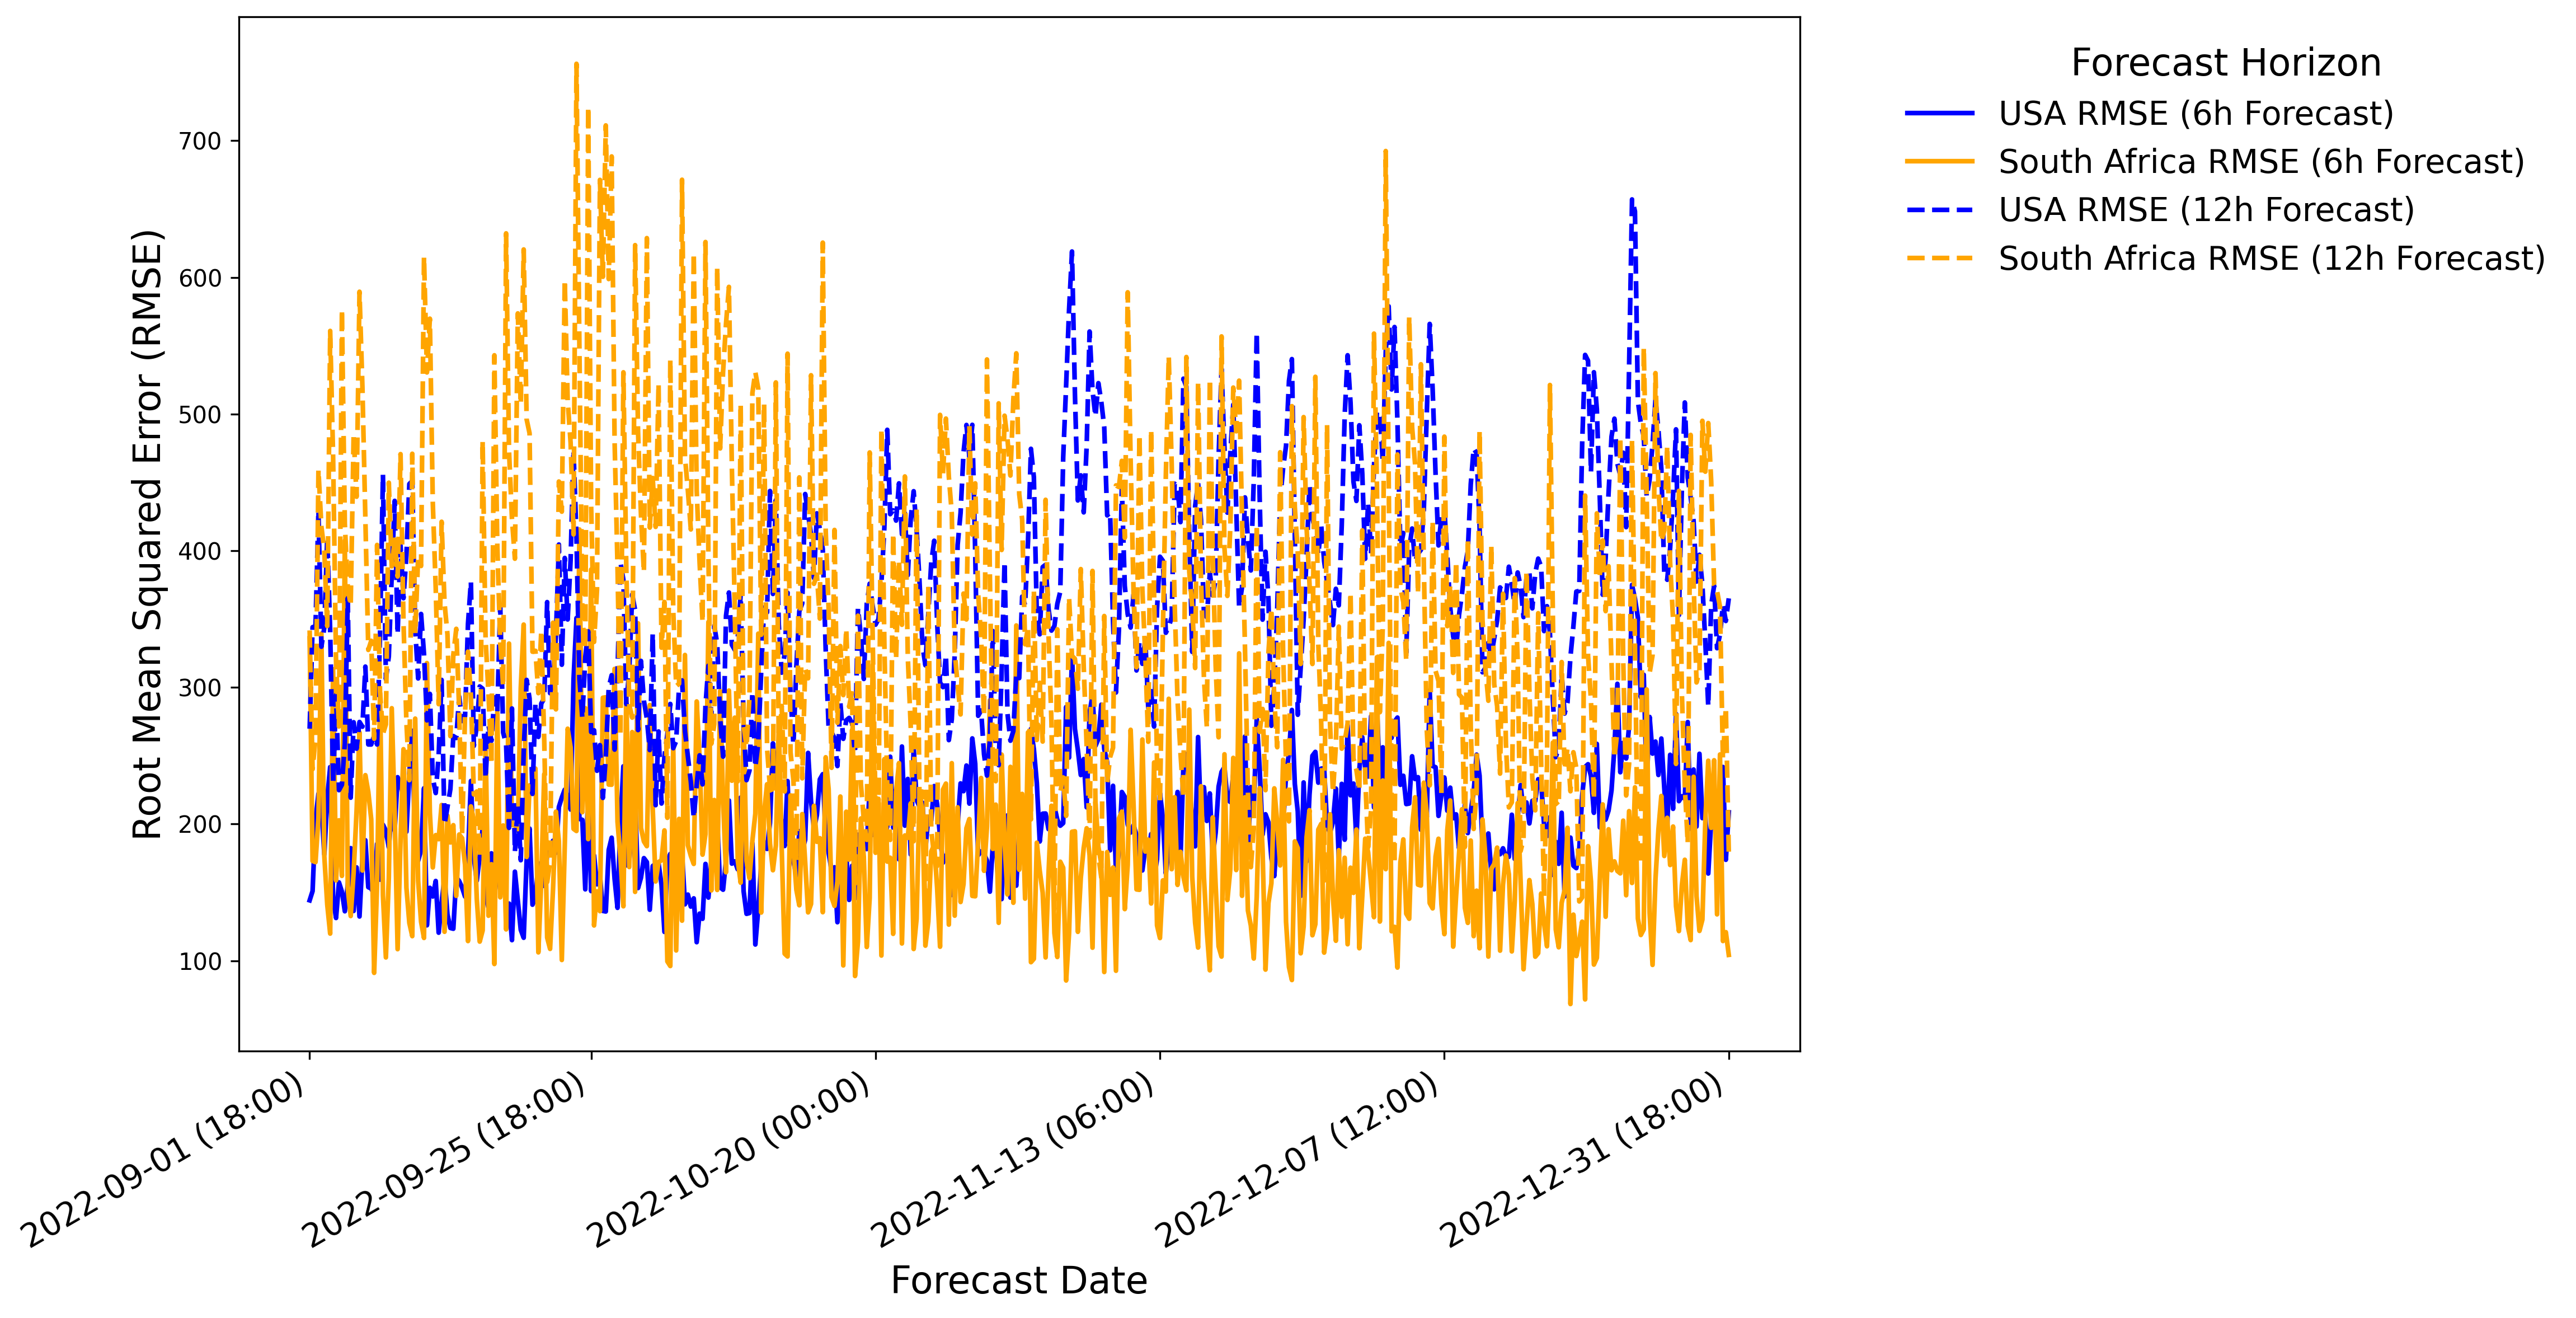 Root Mean Squared Error (RMSE)
700
600
500
400
300
200
100
2022-09-01 (18:00)
2022-09-25 (18:00)
2022-10-20 (00:00)
2022-11-13 (06:00)
2022-12-07 (12:00)
2022-12-31 (18:00)
Forecast Date
Forecast Horizon
USA RMSE (6h Forecast)
South Africa RMSE (6h Forecast)
USA RMSE (12h Forecast)
South Africa RMSE (12h Forecast)